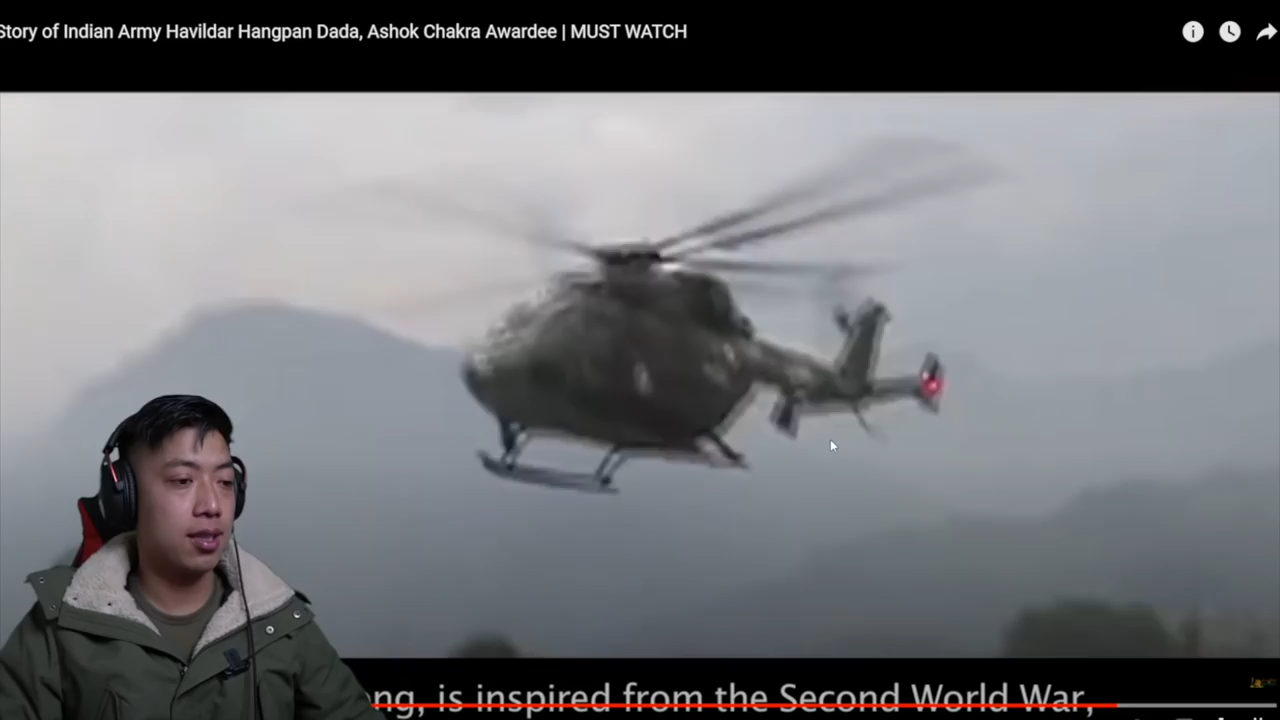 Story of Indian Army Havildar Hangpan Dada, Ashok Chakra Awardee | MUST WATCH
ng, is inspired from the Second World War,